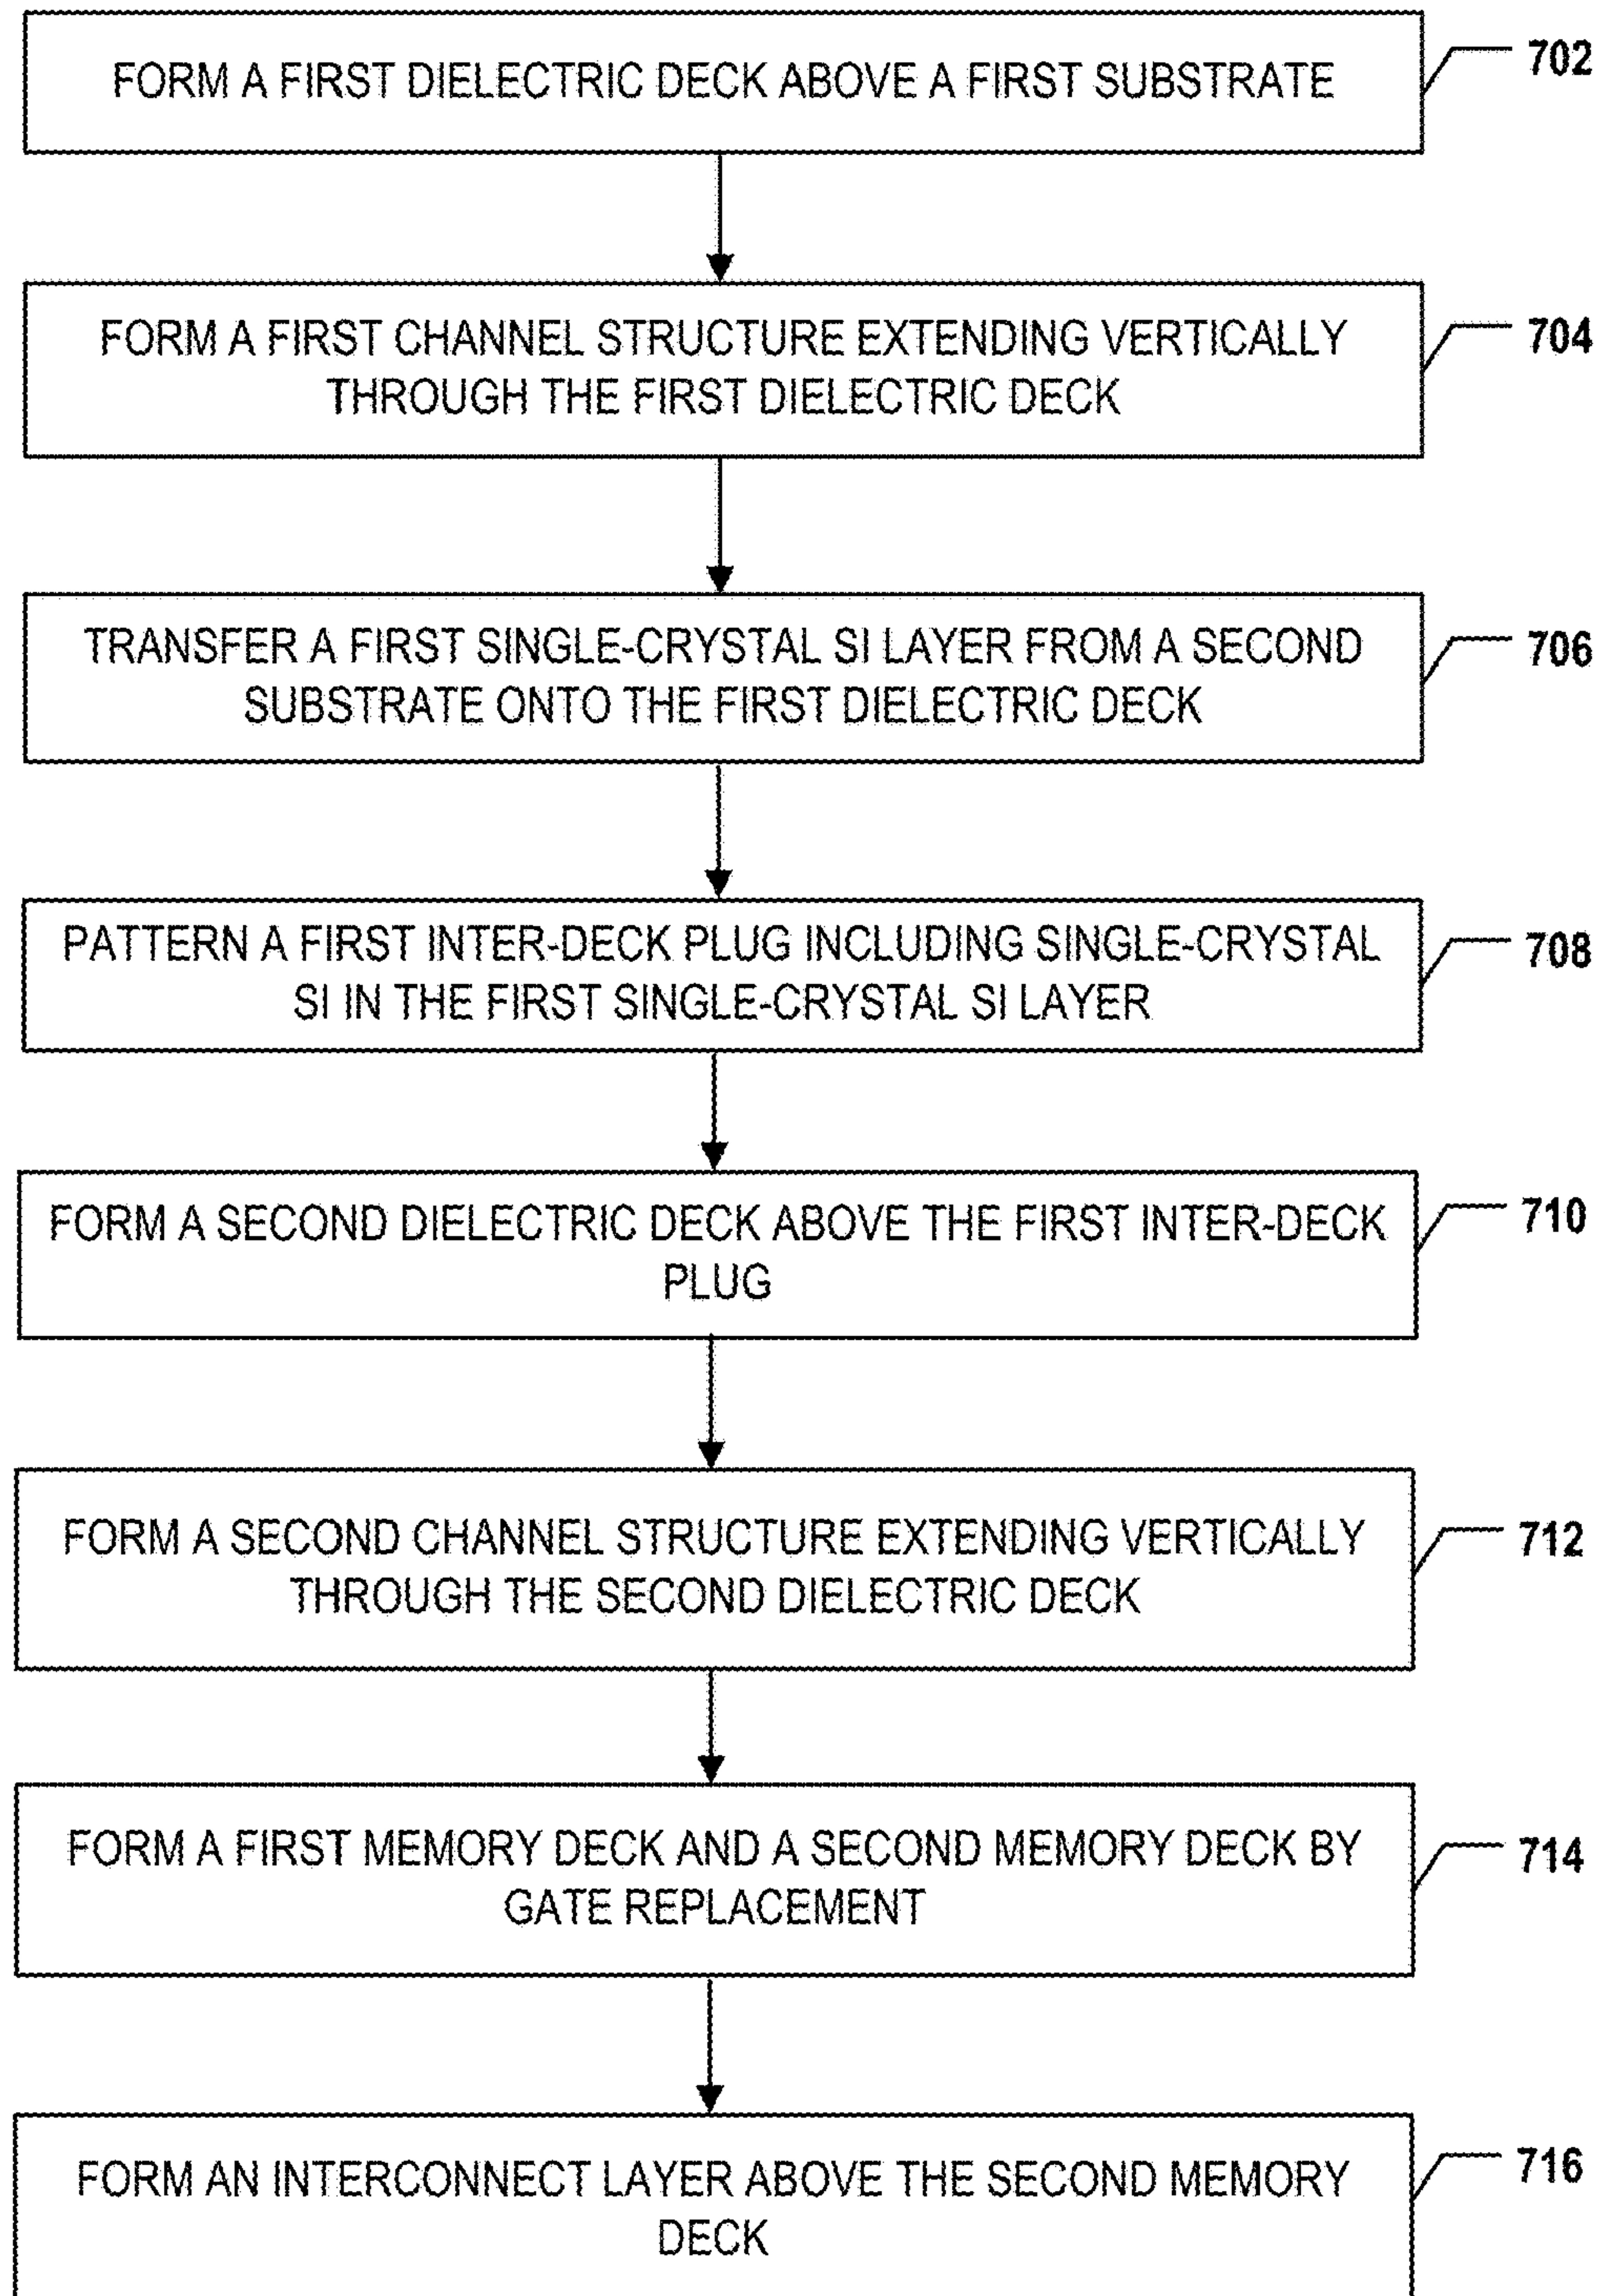 FORM A FIRST DIELECTRIC DECK ABOVE A FIRST SUBSTRATE
702
FORM A FIRST CHANNEL STRUCTURE EXTENDING VERTICALLY
THROUGH THE FIRST DIELECTRIC DECK
704
TRANSFER A FIRST SINGLE-CRYSTAL SI LAYER FROM A SECOND
SUBSTRATE ONTO THE FIRST DIELECTRIC DECK
706
PATTERN A FIRST INTER-DECK PLUG INCLUDING SINGLE-CRYSTAL
SI IN THE FIRST SINGLE-CRYSTAL SI LAYER
708
FORM A SECOND DIELECTRIC DECK ABOVE THE FIRST INTER-DECK
PLUG
710
FORM A SECOND CHANNEL STRUCTURE EXTENDING VERTICALLY
THROUGH THE SECOND DIELECTRIC DECK
712
FORM A FIRST MEMORY DECK AND A SECOND MEMORY DECK BY
GATE REPLACEMENT
714
FORM AN INTERCONNECT LAYER ABOVE THE SECOND MEMORY
DECK
716